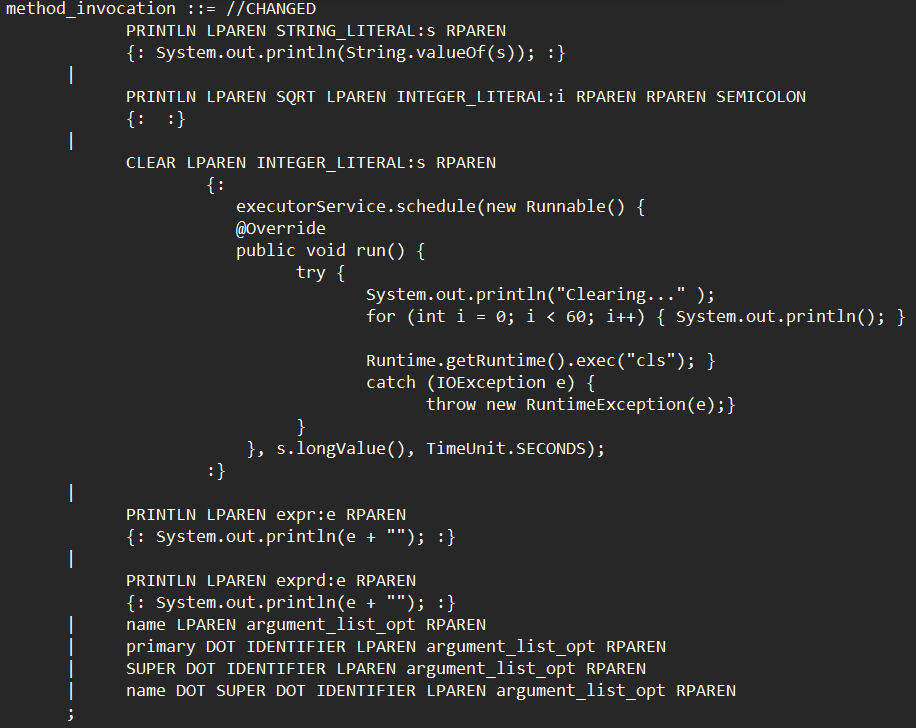 method_invocation ::= //CHANGED
PRINTLN LPAREN STRING_LITERAL:s RPAREN
{: System.out.println(String.valueOf(s)); :}
|
PRINTLN LPAREN SQRT LPAREN INTEGER_LITERAL:i RPAREN RPAREN SEMICOLON
{:  :}
|
CLEAR LPAREN INTEGER_LITERAL:s RPAREN
{:
executorService.schedule(new Runnable() {
@Override
public void run() {
try {
System.out.println("Clearing..." );
for (int i = 0; i < 60; i++) { System.out.println(); }
Runtime.getRuntime().exec("cls"); }
catch (IOException e) {
throw new RuntimeException(e);}
}
}, s.longValue(), TimeUnit.SECONDS);
:}
|
PRINTLN LPAREN expr:e RPAREN
{: System.out.println(e + ""); :}
|
PRINTLN LPAREN exprd:e RPAREN
{: System.out.println(e + ""); :}
| name LPAREN argument_list_opt RPAREN
| primary DOT IDENTIFIER LPAREN argument_list_opt RPAREN
| SUPER DOT IDENTIFIER LPAREN argument_list_opt RPAREN
| name DOT SUPER DOT IDENTIFIER LPAREN argument_list_opt RPAREN
;